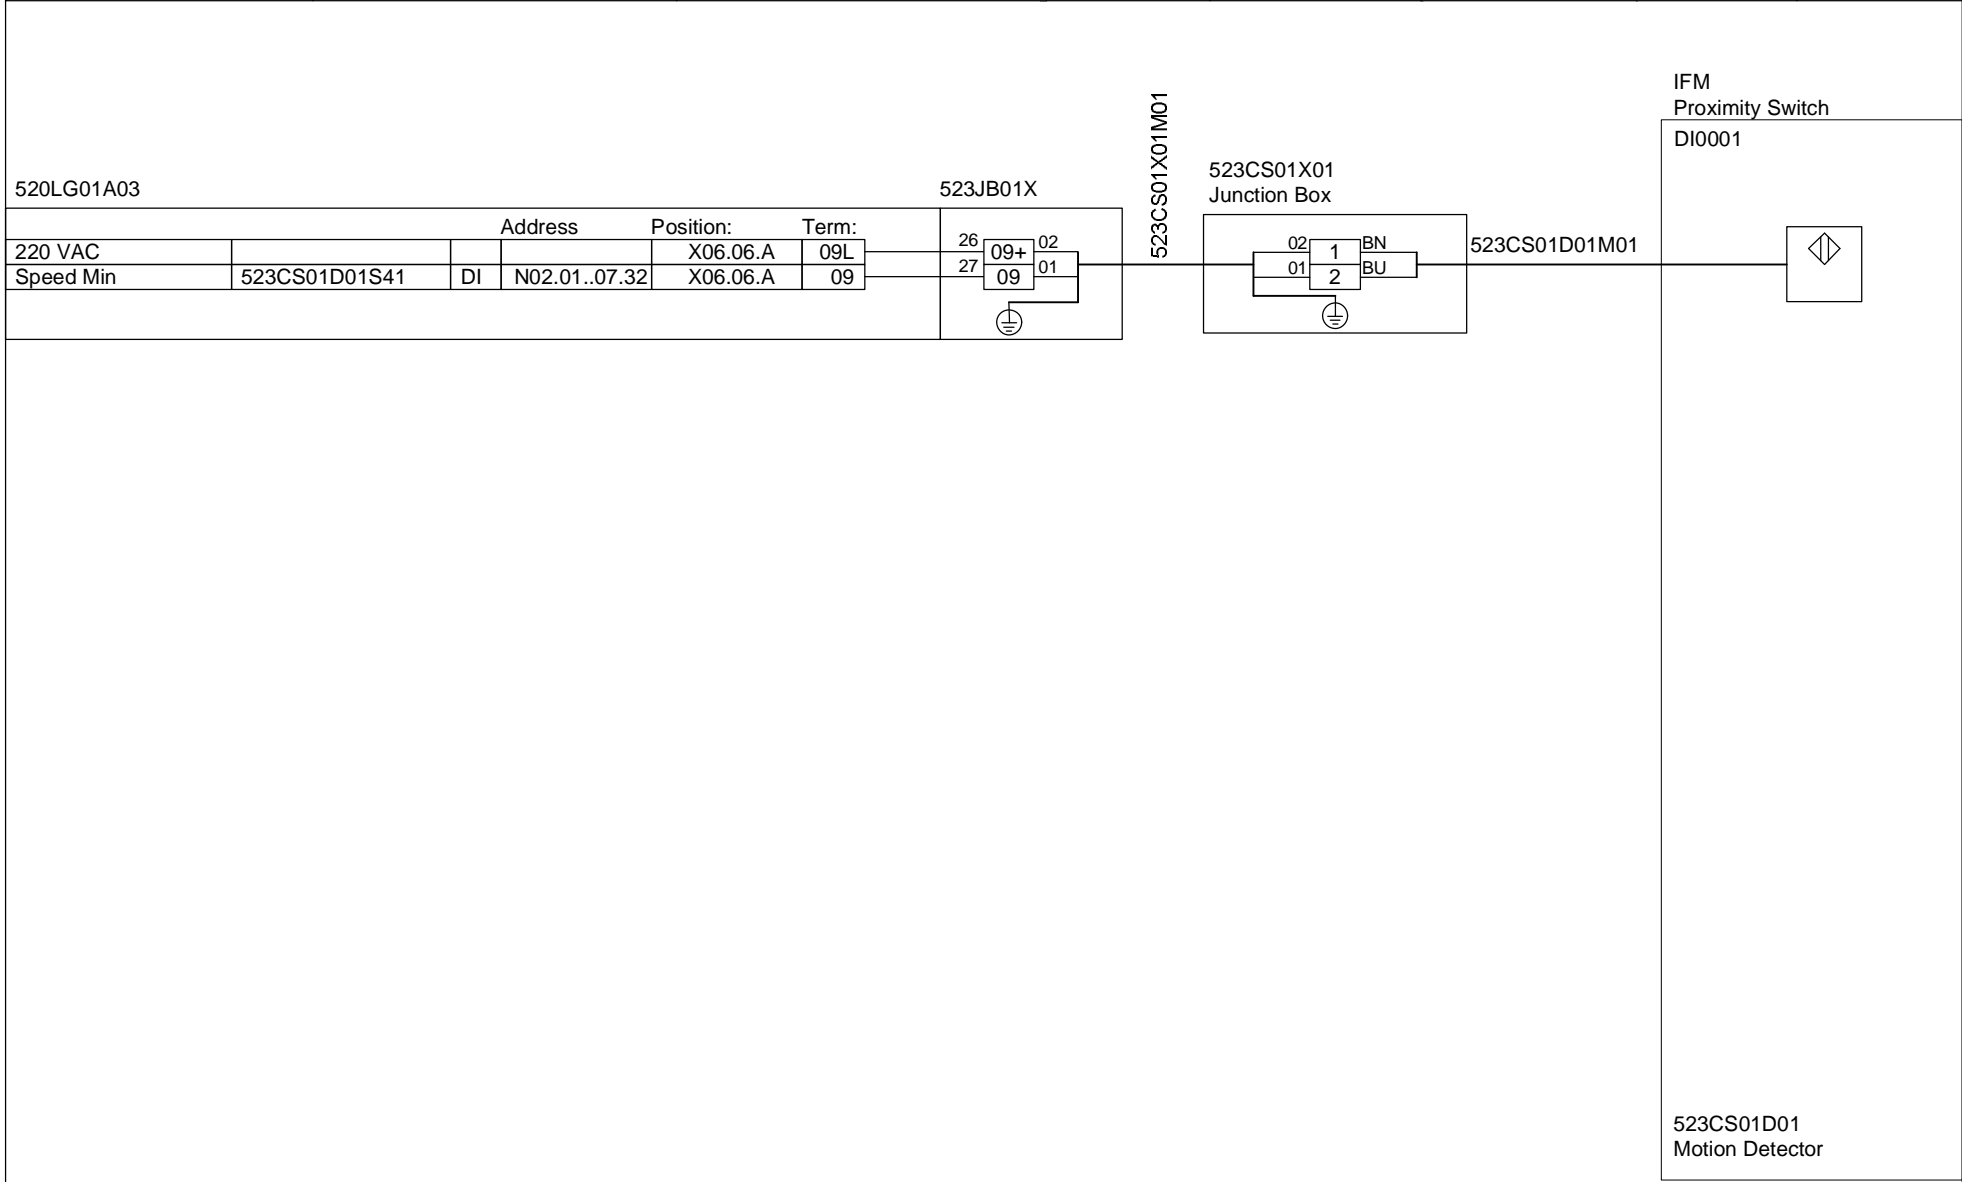 IFM
Proximity Switch
DI0001
523CS01X01M01
523CS01X01
Junction Box
520LG01A03
523JB01X
Address Position: Term:
220 VAC X06.06.A 09L 26 09+ 02 02 1 BN 523CS01D01M01
Speed Min 523CS01D01S41 DI N02.01..07.32 X06.06.A 09 27 09 01 01 2 BU
523CS01D01
Motion Detector